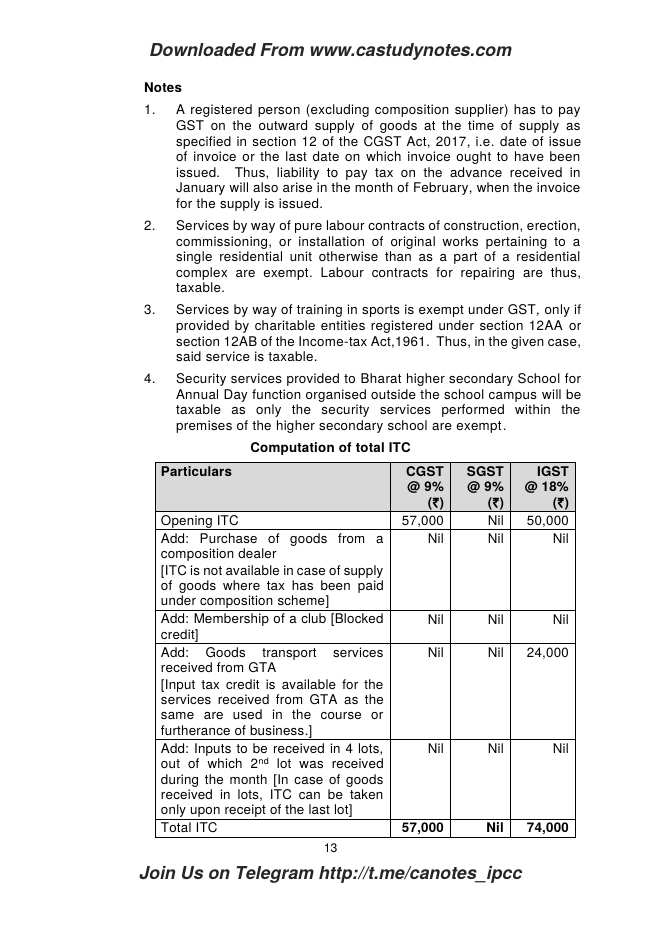 Downloaded From www.castudynotes.com
Notes
1. A registered person (excluding composition supplier) has to pay
GST on the outward supply of goods at the time of supply as
specified in section 12 of the CGST Act, 2017, i.e. date of issue
of invoice or the last date on which invoice ought to have been
issued. Thus, liability to pay tax on the advance received in
January will also arise in the month of February, when the invoice
for the supply is issued.
2. Services by way of pure labour contracts of construction, erection,
commissioning, or installation of original works pertaining to a
single residential unit otherwise than as a part of a residential
complex are exempt. Labour contracts for repairing are thus,
taxable.
3. Services by way of training in sports is exempt under GST, only if
provided by charitable entities registered under section 12AA or
section 12AB of the Income-tax Act,1961. Thus, in the given case,
said service is taxable.
4. Security services provided to Bharat higher secondary School for
Annual Day function organised outside the school campus will be
taxable as only the security services performed within the
premises of the higher secondary school are exempt.
Computation of total ITC
Particulars CGST SGST IGST
@ 9% @ 9% @ 18%
(₹) (₹) (₹)
Opening ITC 57,000 Nil 50,000
Add: Purchase of goods from a Nil Nil Nil
composition dealer
[ITC is not available in case of supply
of goods where tax has been paid
under composition scheme]
Add: Membership of a club [Blocked Nil Nil Nil
credit]
Add: Goods transport services Nil Nil 24,000
received from GTA
[Input tax credit is available for the
services received from GTA as the
same are used in the course or
furtherance of business.]
Add: Inputs to be received in 4 lots, Nil Nil Nil
out of which 2nd lot was received
during the month [In case of goods
received in lots, ITC can be taken
only upon receipt of the last lot]
Total ITC 57,000 Nil 74,000
13
Join Us on Telegram http://t.me/canotes_ipcc